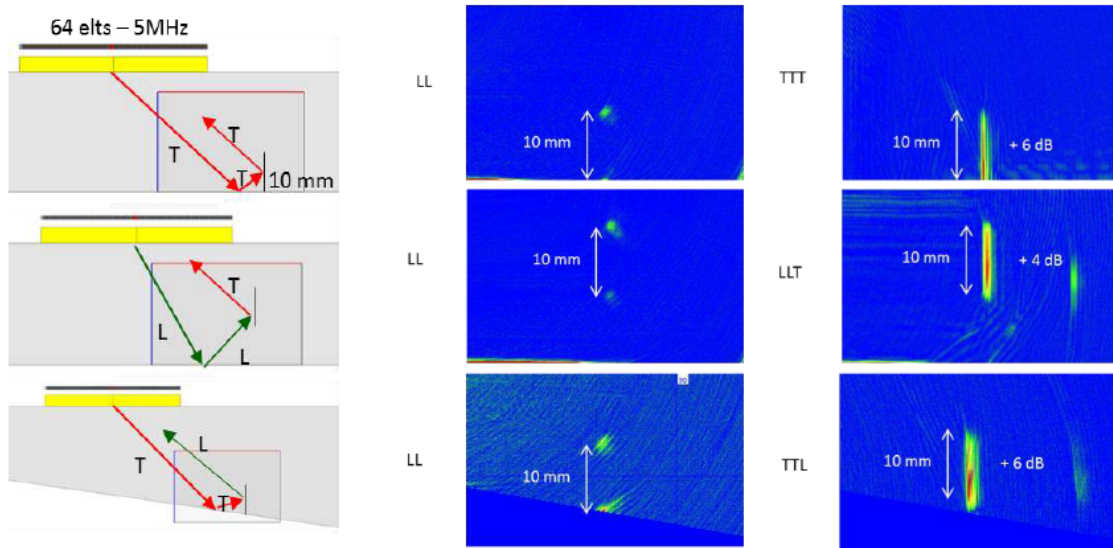 64 elts – 5MHz
T
T
T
10 mm
LL
10 mm
TTT
10 mm
+ 6 dB
L
L
T
LL
10 mm
LLT
10 mm
+ 4 dB
T
T
L
LL
10 mm
TTL
10 mm
+ 6 dB